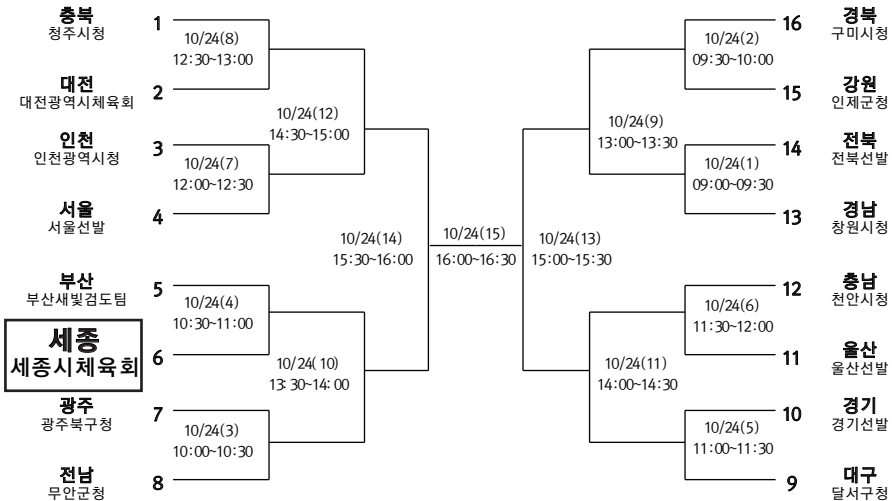 충북
청주시청
1
10/24(8)
12:30~13:00
대전
대전광역시체육회
2
10/24(12)
14:30~15:00
인천
인천광역시청
3
10/24(7)
12:00~12:30
서울
서울선발
4
10/24(14)
15:30~16:00
부산
부산새빛검도팀
5
10/24(4)
10:30~11:00
세종
세종시체육회
6
10/24( 10)
13: 30~14: 00
광주
광주북구청
7
10/24(3)
10:00~10:30
전남
무안군청
8
10/24(15)
16:00~16:30
16
경북
구미시청
10/24(2)
09:30~10:00
15
강원
인제군청
10/24(9)
13:00~13:30
14
전북
전북선발
10/24(1)
09:00~09:30
13
경남
창원시청
10/24(13)
15:00~15:30
12
충남
천안시청
10/24(6)
11:30~12:00
11
울산
울산선발
10/24(11)
14:00~14:30
10
경기
경기선발
10/24(5)
11:00~11:30
9
대구
달서구청